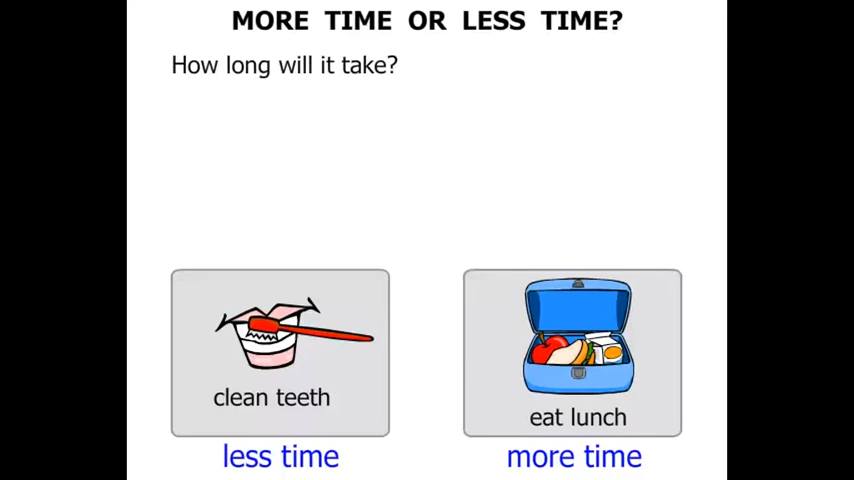 MORE TIME OR LESS TIME?
How long will it take?
clean teeth
eat lunch
less time
more time